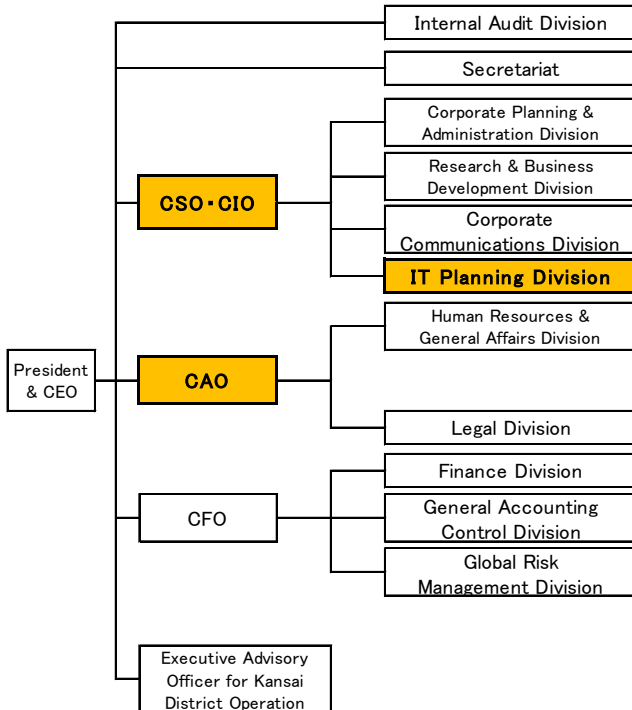 Internal Audit Division
Secretariat
Corporate Planning &
Administration Division
Research & Business
Development Division
CSO・CIO
Corporate
Communications Division
IT Planning Division
Human Resources &
General Affairs Division
President
& CEO
CAO
Legal Division
Finance Division
CFO
General Accounting
Control Division
Global Risk
Management Division
Executive Advisory
Officer for Kansai
District Operation